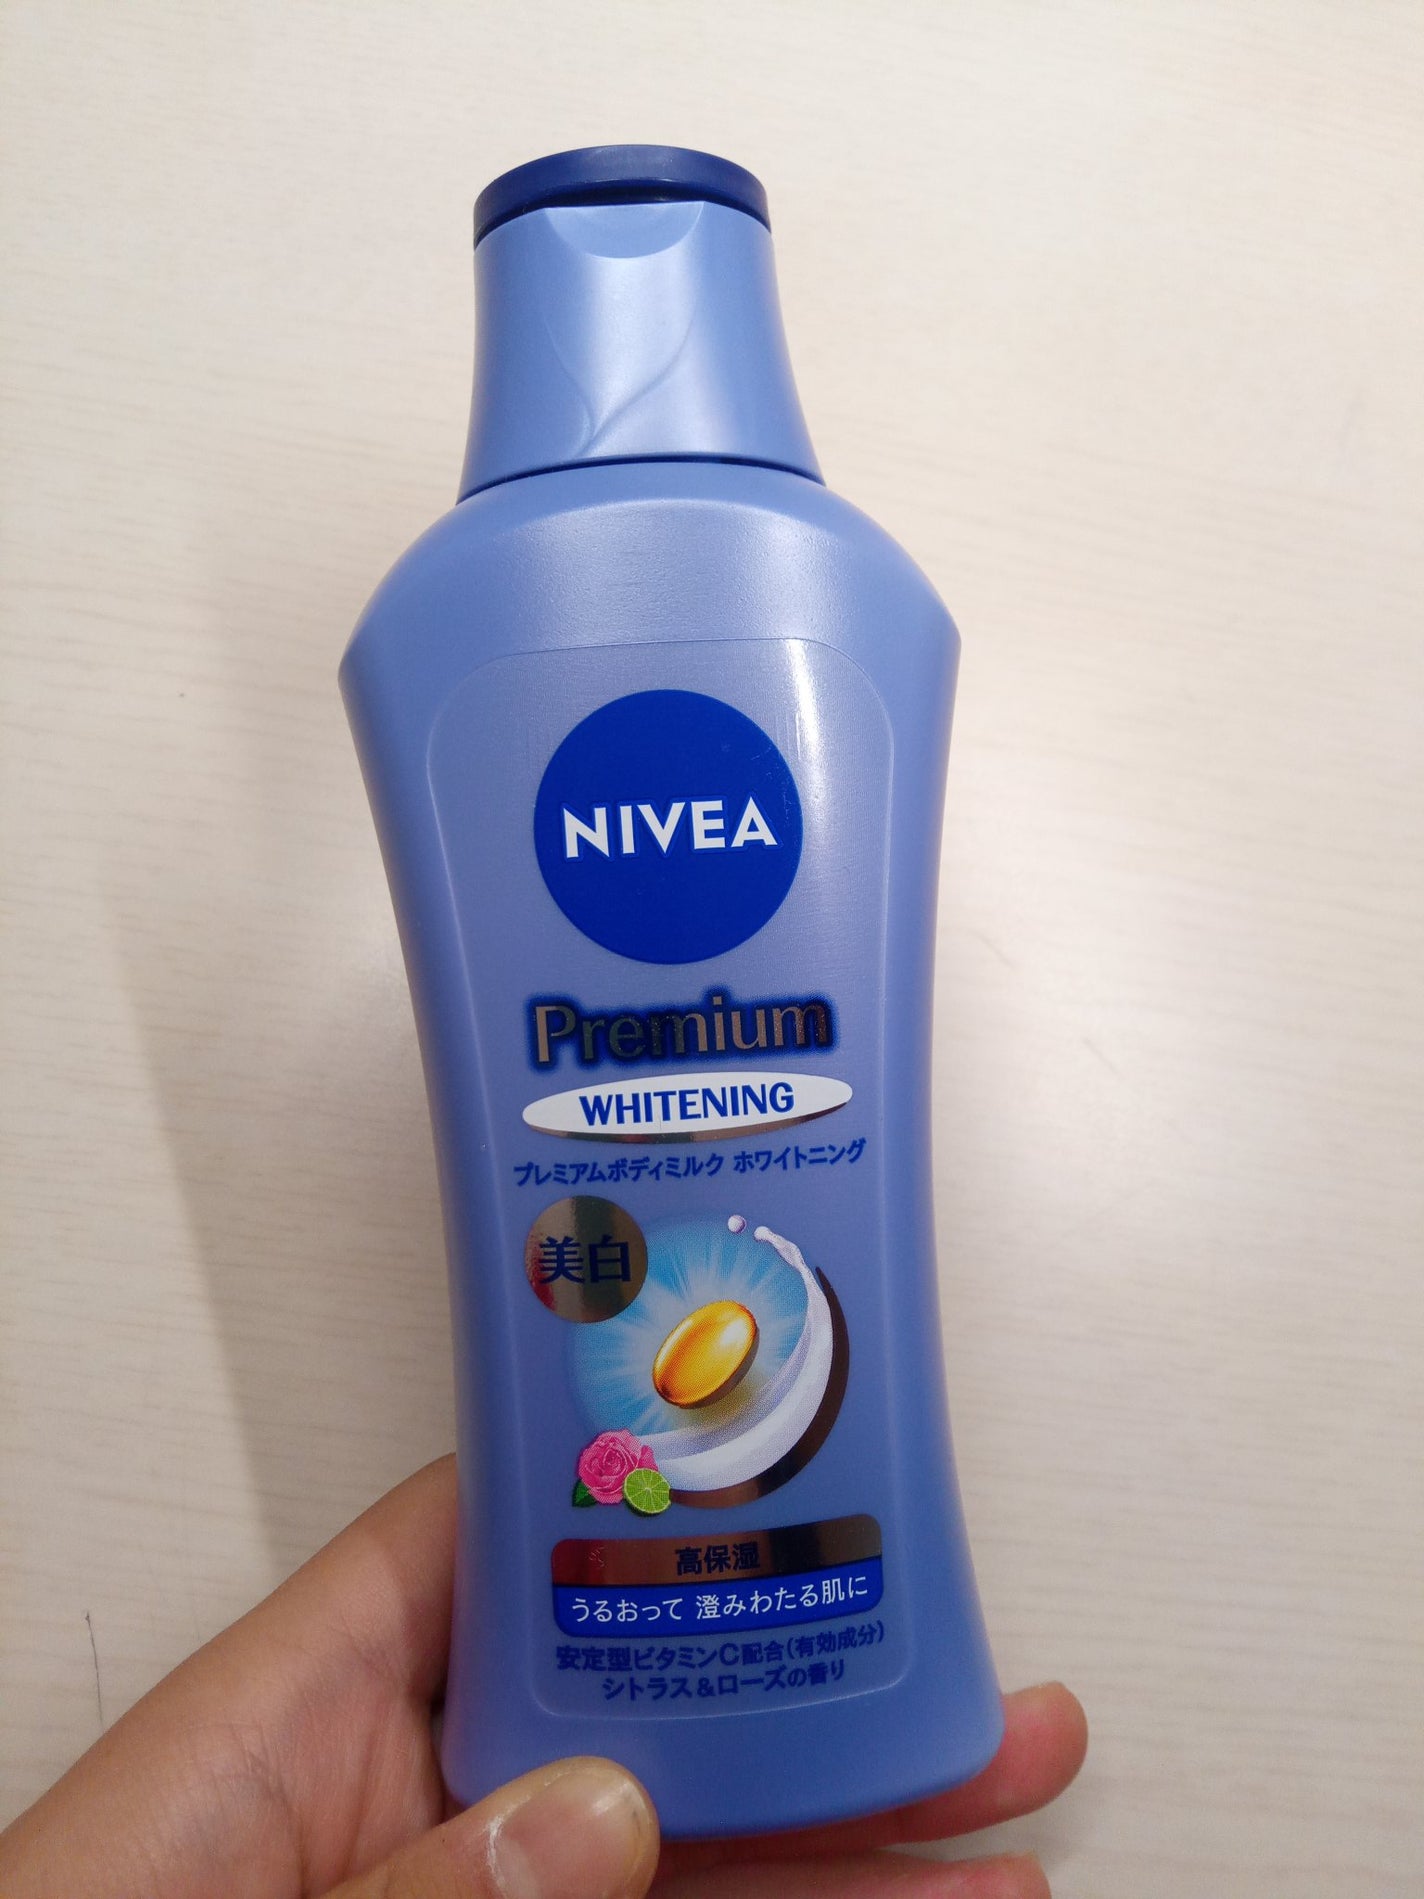 NIVEA
Premium
WHITENING
プレミアムボディミルク ホワイトニング
美白
高保湿
うるおって 澄みわたる肌に
安定型ビタミンC配合(有効成分)
シトラス&ローズの香り